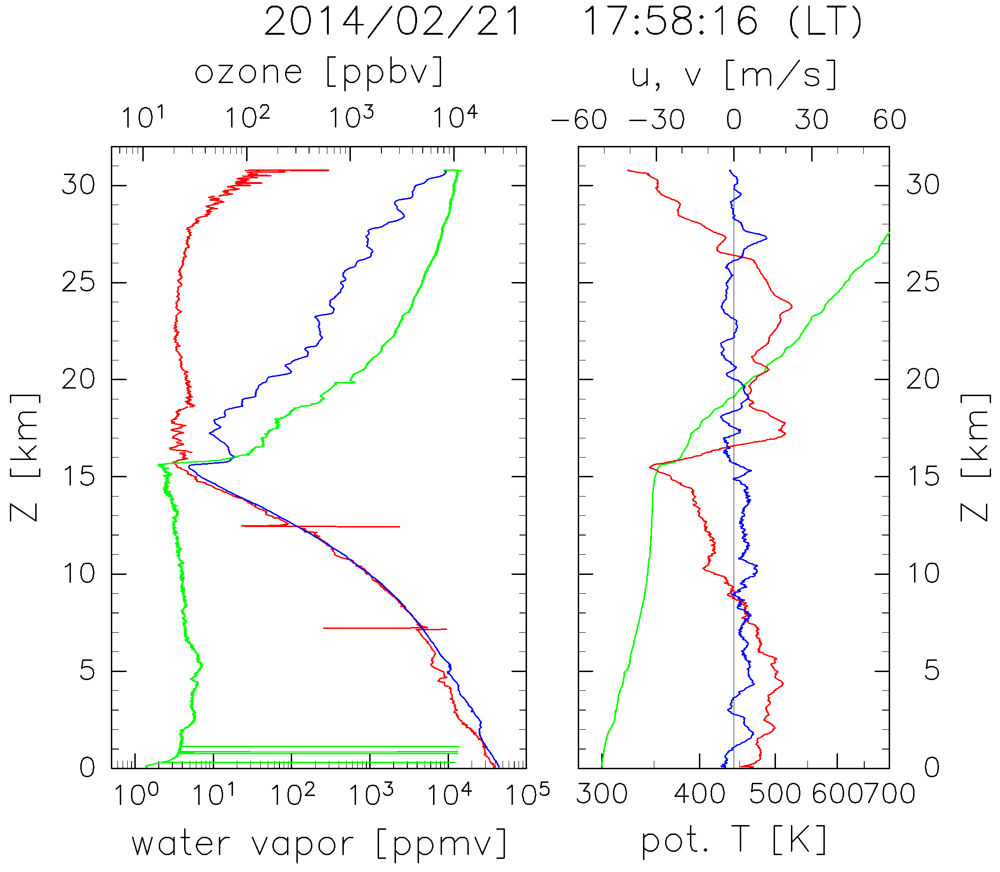 2014/02/21 17:58:16 (LT)
ozone [ppbv]
u, v [m/s]
10¹ 10² 10³ 10⁴
-60 -30 0 30 60
30 25 20 15 10 5 0
Z [km]
30 25 20 15 10 5 0
Z [km]
10⁰ 10¹ 10² 10³ 10⁴ 10⁵
300 400 500 600 700
water vapor [ppmv]
pot. T [K]